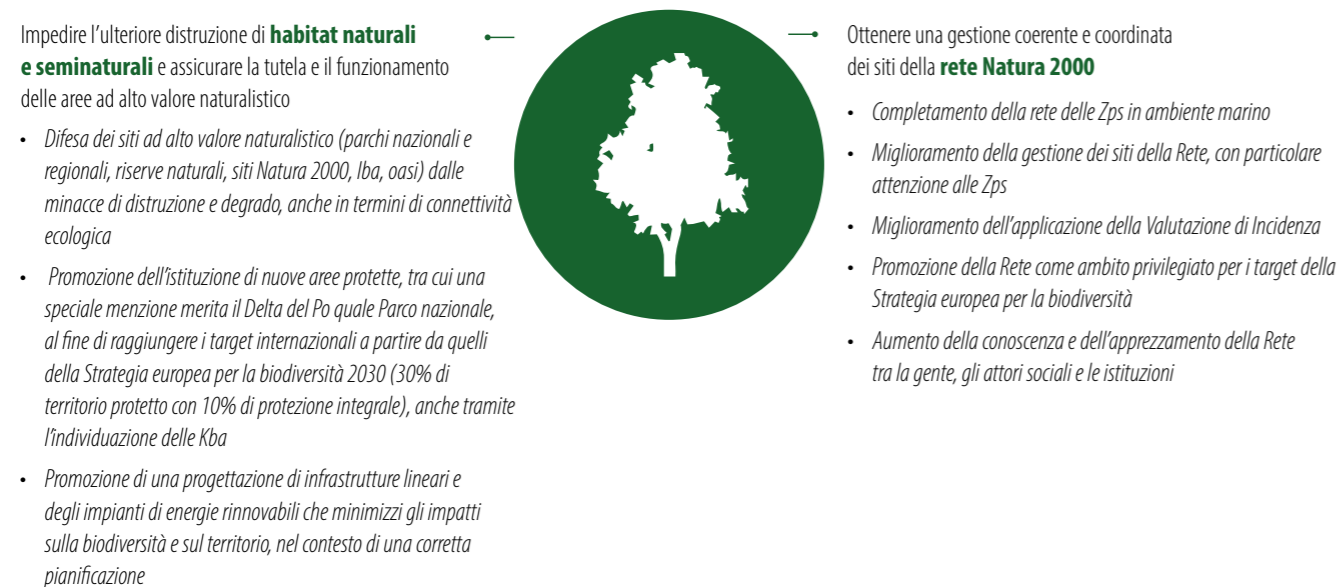 Impedire l'ulteriore distruzione di habitat naturali
e seminaturali e assicurare la tutela e il funzionamento
delle aree ad alto valore naturalistico
• Difesa dei siti ad alto valore naturalistico (parchi nazionali e
regionali, riserve naturali, siti Natura 2000, Iba, oasi) dalle
minacce di distruzione e degrado, anche in termini di connettività
ecologica
• Promozione dell'istituzione di nuove aree protette, tra cui una
speciale menzione merita il Delta del Po quale Parco nazionale,
al fine di raggiungere i target internazionali a partire da quelli
della Strategia europea per la biodiversità 2030 (30% di
territorio protetto con 10% di protezione integrale), anche tramite
l'individuazione delle Kba
• Promozione di una progettazione di infrastrutture lineari e
degli impianti di energie rinnovabili che minimizzi gli impatti
sulla biodiversità e sul territorio, nel contesto di una corretta
pianificazione
Ottenere una gestione coerente e coordinata
dei siti della rete Natura 2000
• Completamento della rete delle Zps in ambiente marino
• Miglioramento della gestione dei siti della Rete, con particolare
attenzione alle Zps
• Miglioramento dell'applicazione della Valutazione di Incidenza
• Promozione della Rete come ambito privilegiato per i target della
Strategia europea per la biodiversità
• Aumento della conoscenza e dell'apprezzamento della Rete
tra la gente, gli attori sociali e le istituzioni